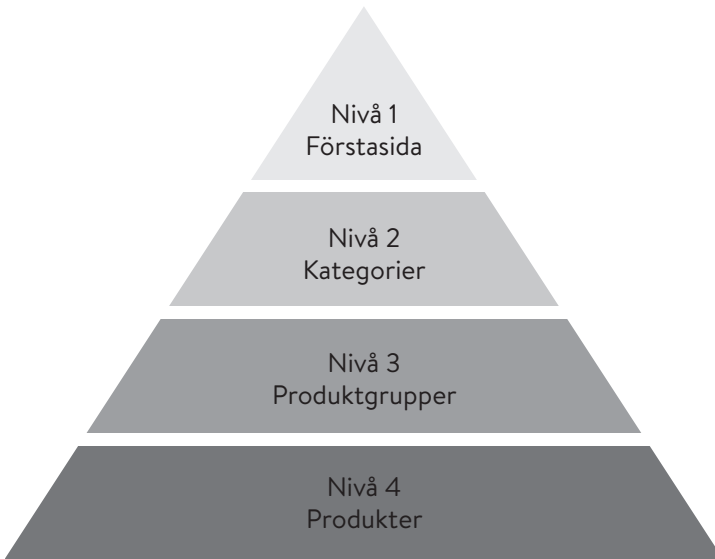 Nivå 1
Förstasida
Nivå 2
Kategorier
Nivå 3
Produktgrupper
Nivå 4
Produkter